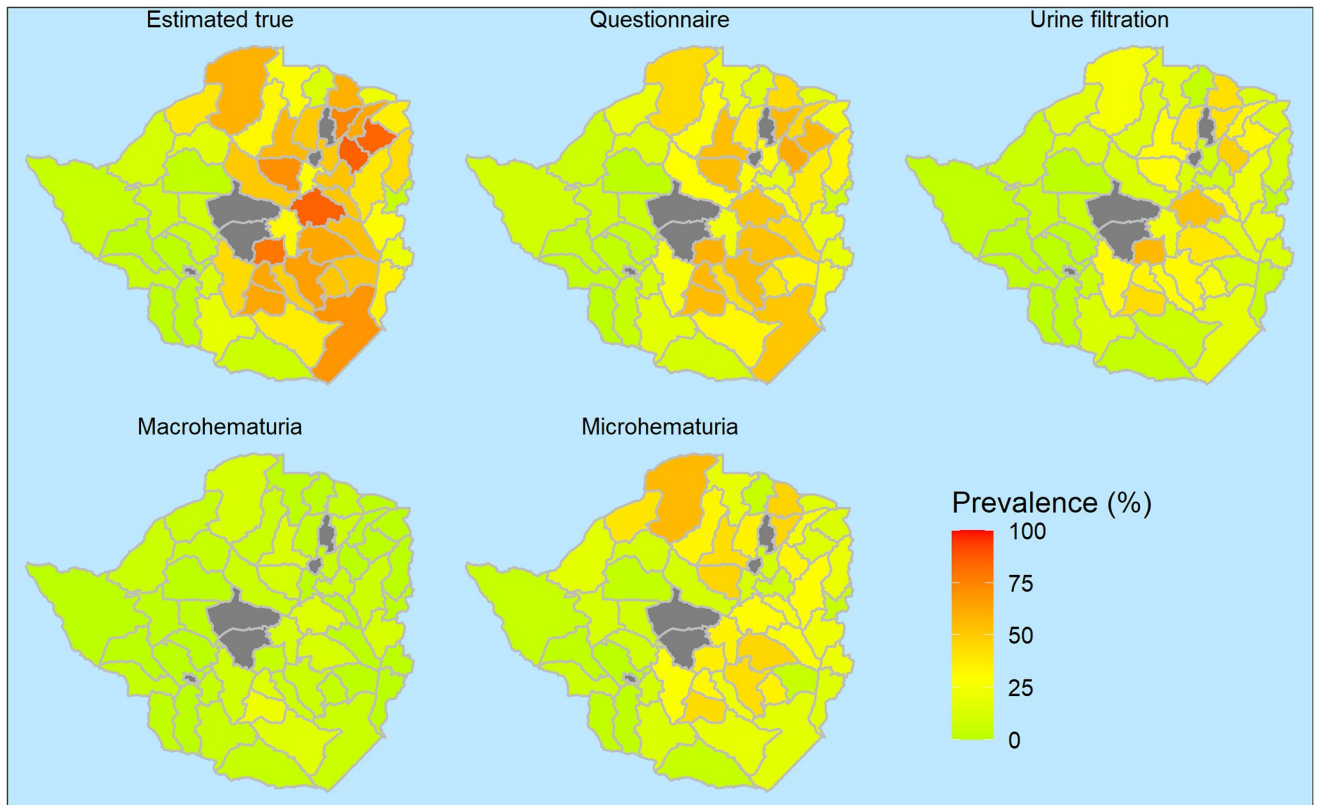 Estimated true
Questionnaire
Urine filtration
Macrohematuria
Microhematuria
Prevalence (%)
100
75
50
25
0